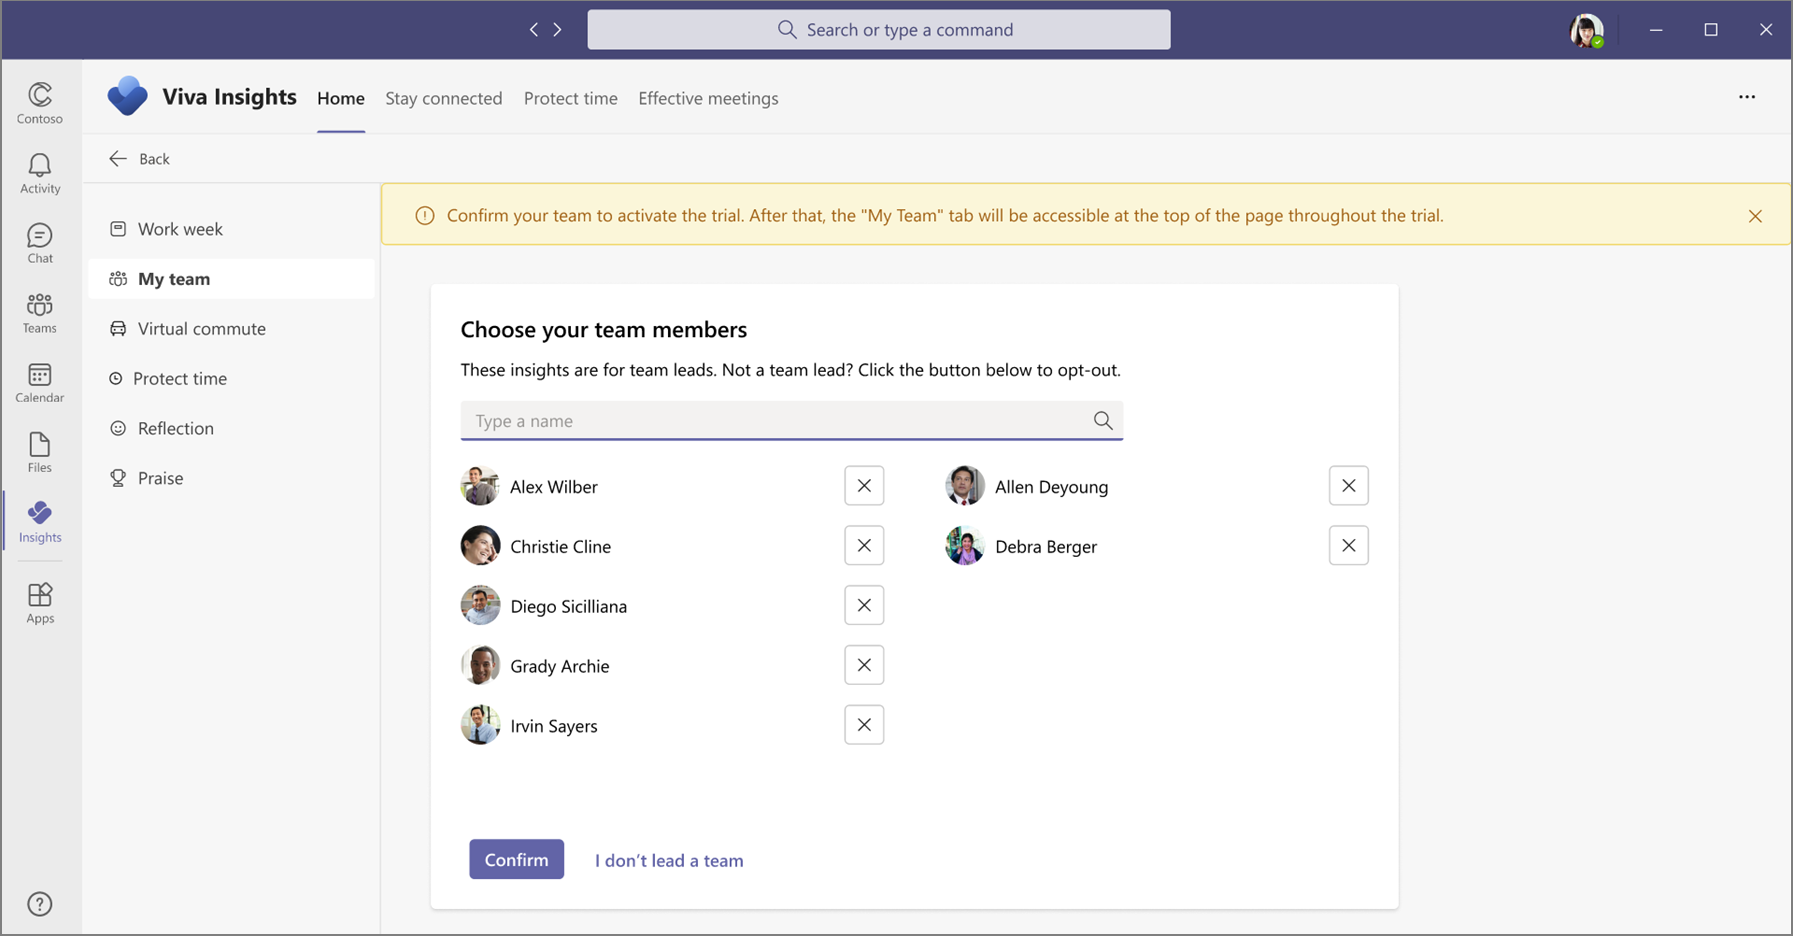 Search or type a command
Contoso
Activity
Chat
Teams
Calendar
Files
Insights
Apps
Viva Insights
Home
Stay connected
Protect time
Effective meetings
Back
Work week
My team
Virtual commute
Protect time
Reflection
Praise
Confirm your team to activate the trial. After that, the "My Team" tab will be accessible at the top of the page throughout the trial.
Choose your team members
These insights are for team leads. Not a team lead? Click the button below to opt-out.
Type a name
Alex Wilber
Allen Deyoung
Christie Cline
Debra Berger
Diego Sicilliana
Grady Archie
Irvin Sayers
Confirm
I don’t lead a team